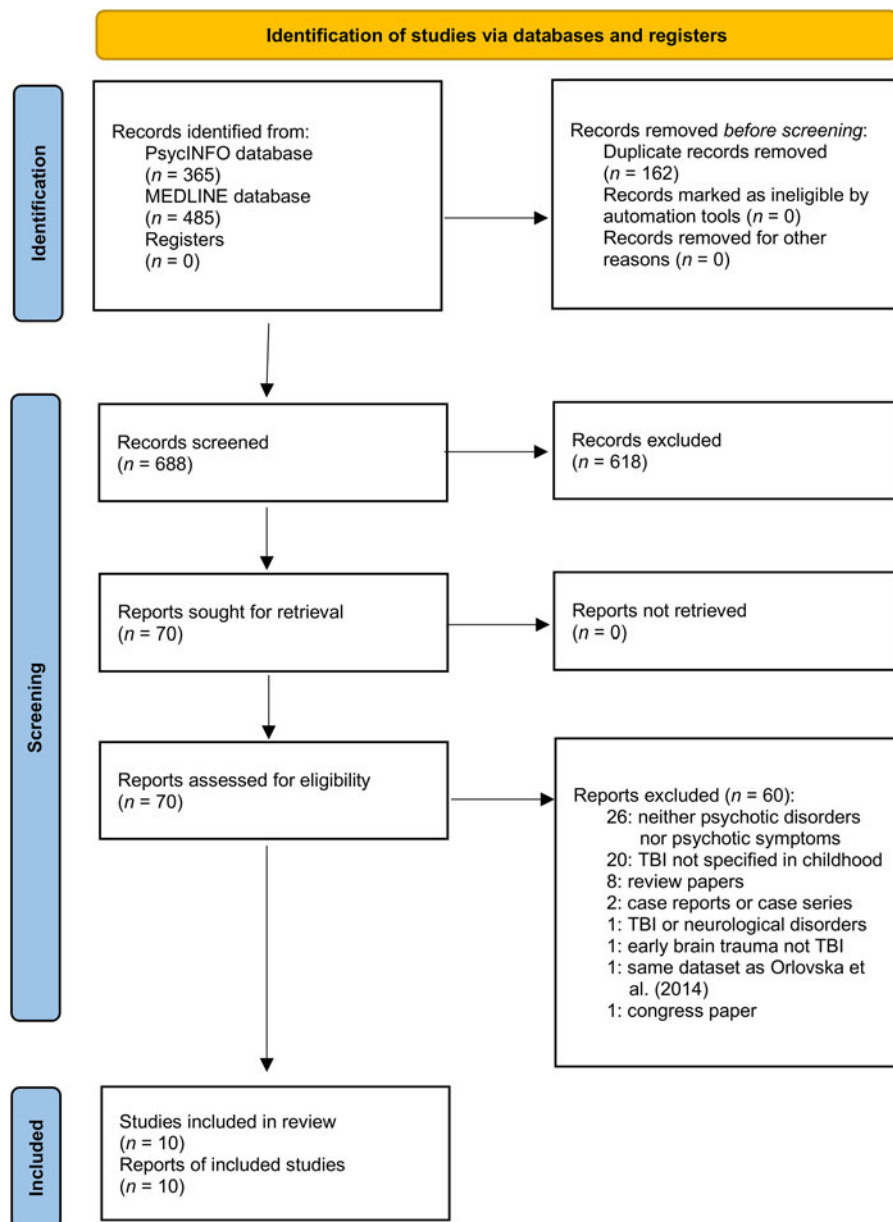 Identification of studies via databases and registers
Identification
Records identified from:
PsycINFO database
(n = 365)
MEDLINE database
(n = 485)
Registers
(n = 0)
Records removed before screening:
Duplicate records removed
(n = 162)
Records marked as ineligible by
automation tools (n = 0)
Records removed for other
reasons (n = 0)
Screening
Records screened
(n = 688)
Records excluded
(n = 618)
Reports sought for retrieval
(n = 70)
Reports not retrieved
(n = 0)
Reports assessed for eligibility
(n = 70)
Reports excluded (n = 60):
26: neither psychotic disorders
nor psychotic symptoms
20: TBI not specified in childhood
8: review papers
2: case reports or case series
1: TBI or neurological disorders
1: early brain trauma not TBI
1: same dataset as Orlovska et
al. (2014)
1: congress paper
Included
Studies included in review
(n = 10)
Reports of included studies
(n = 10)